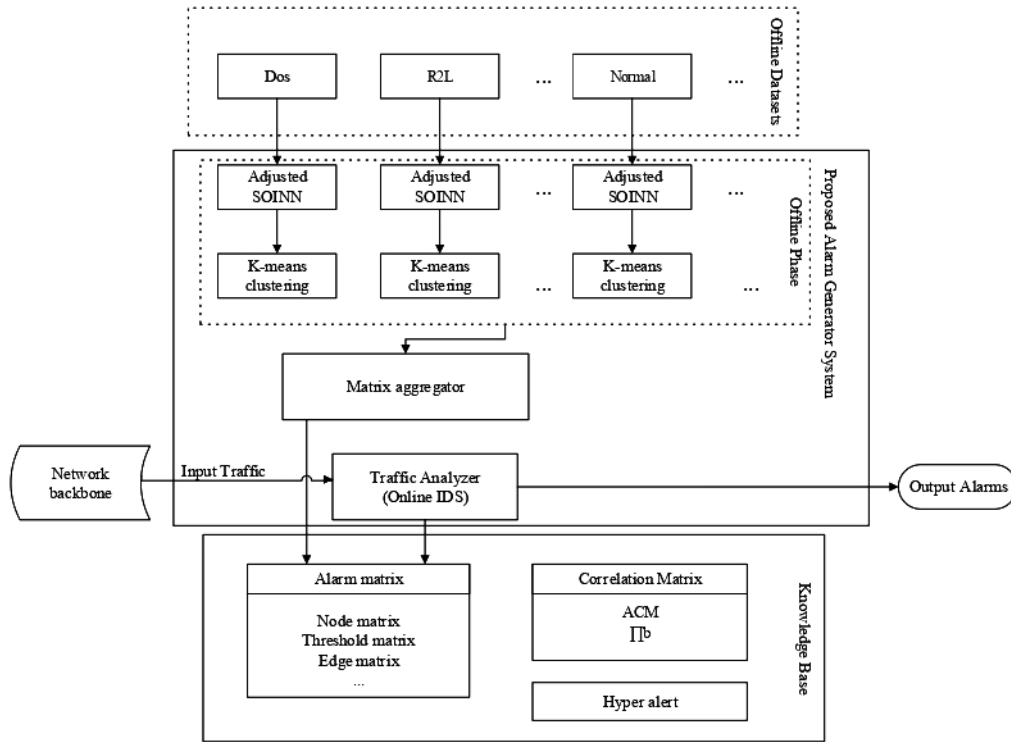 Offline Datasets
Dos
R2L
...
Normal
...
Proposed Alarm Generator System
Offline Phase
Adjusted
SOINN
Adjusted
SOINN
...
Adjusted
SOINN
...
K-means
clustering
K-means
clustering
...
K-means
clustering
...
Matrix aggregator
Network
backbone
Input Traffic
Traffic Analyzer
(Online IDS)
Output Alarms
Knowledge Base
Alarm matrix
Node matrix
Threshold matrix
Edge matrix
...
Correlation Matrix
ACM
∏b
Hyper alert